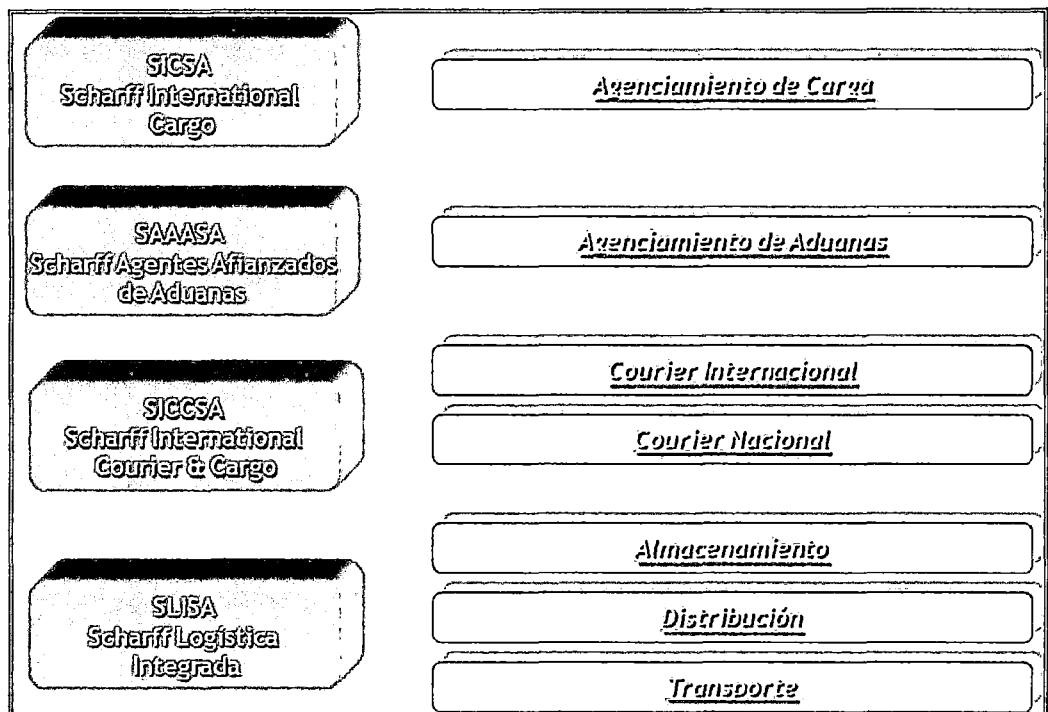 SICSA
Scharff International
Cargo
Agenciamiento de Carga
SAAASA
Scharff Agentes Afianzados
de Aduanas
Agenciamiento de Aduanas
SICCSA
Scharff International
Courier & Cargo
Courier Internacional
Courier Nacional
SLISA
Scharff Logística
Integrada
Almacenamiento
Distribución
Transporte